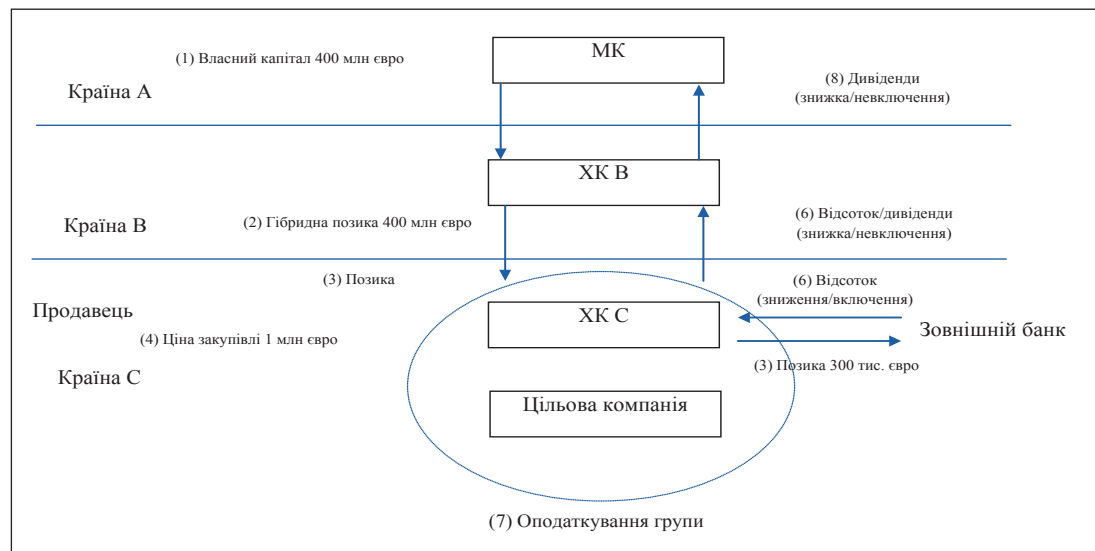 (1) Власний капітал 400 млн євро
МК
Країна А
(8) Дивіденди
(знижка/невключення)
ХК В
(2) Гібридна позика 400 млн євро
Країна В
(6) Відсоток/дивіденди
(знижка/невключення)
(3) Позика
(6) Відсоток
(зниження/включення)
Продавець
ХК С
Зовнішній банк
(4) Ціна закупівлі 1 млн євро
(3) Позика 300 тис. євро
Країна С
Цільова компанія
(7) Оподаткування групи